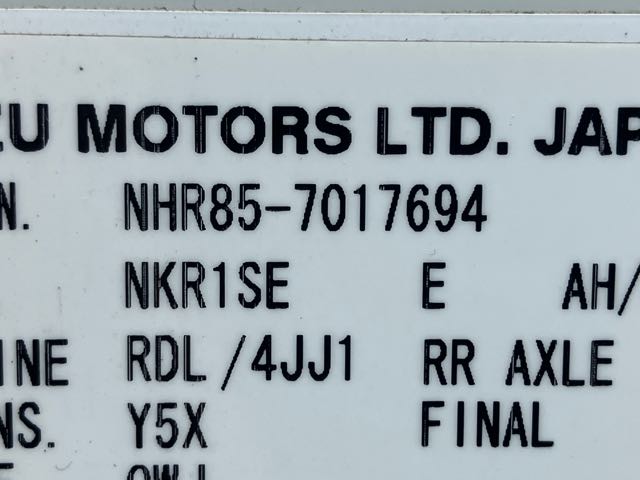 ZU MOTORS LTD. JAP
N. NHR85-7017694
NKR1SE E AH/
INE RDL/4JJ1 RR AXLE
NS. Y5X FINAL